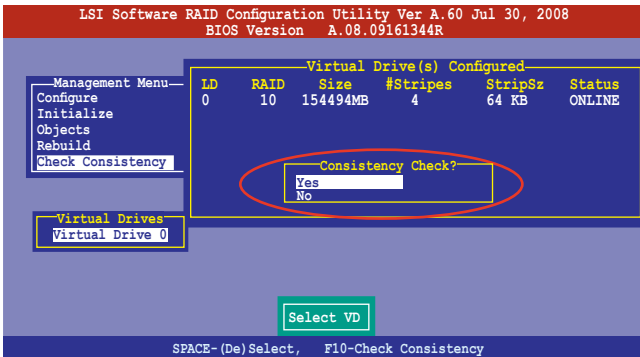 LSI Software RAID Configuration Utility Ver A.60 Jul 30, 2008
BIOS Version A.08.09161344R
Virtual Drive(s) Configured
LD RAID Size #Stripes StripSz Status
0 10 154494MB 4 64 KB ONLINE
Management Menu
Configure
Initialize
Objects
Rebuild
Check Consistency
Consistency Check?
Yes
No
Virtual Drives
Virtual Drive 0
Select VD
SPACE-(De)Select, F10-Check Consistency